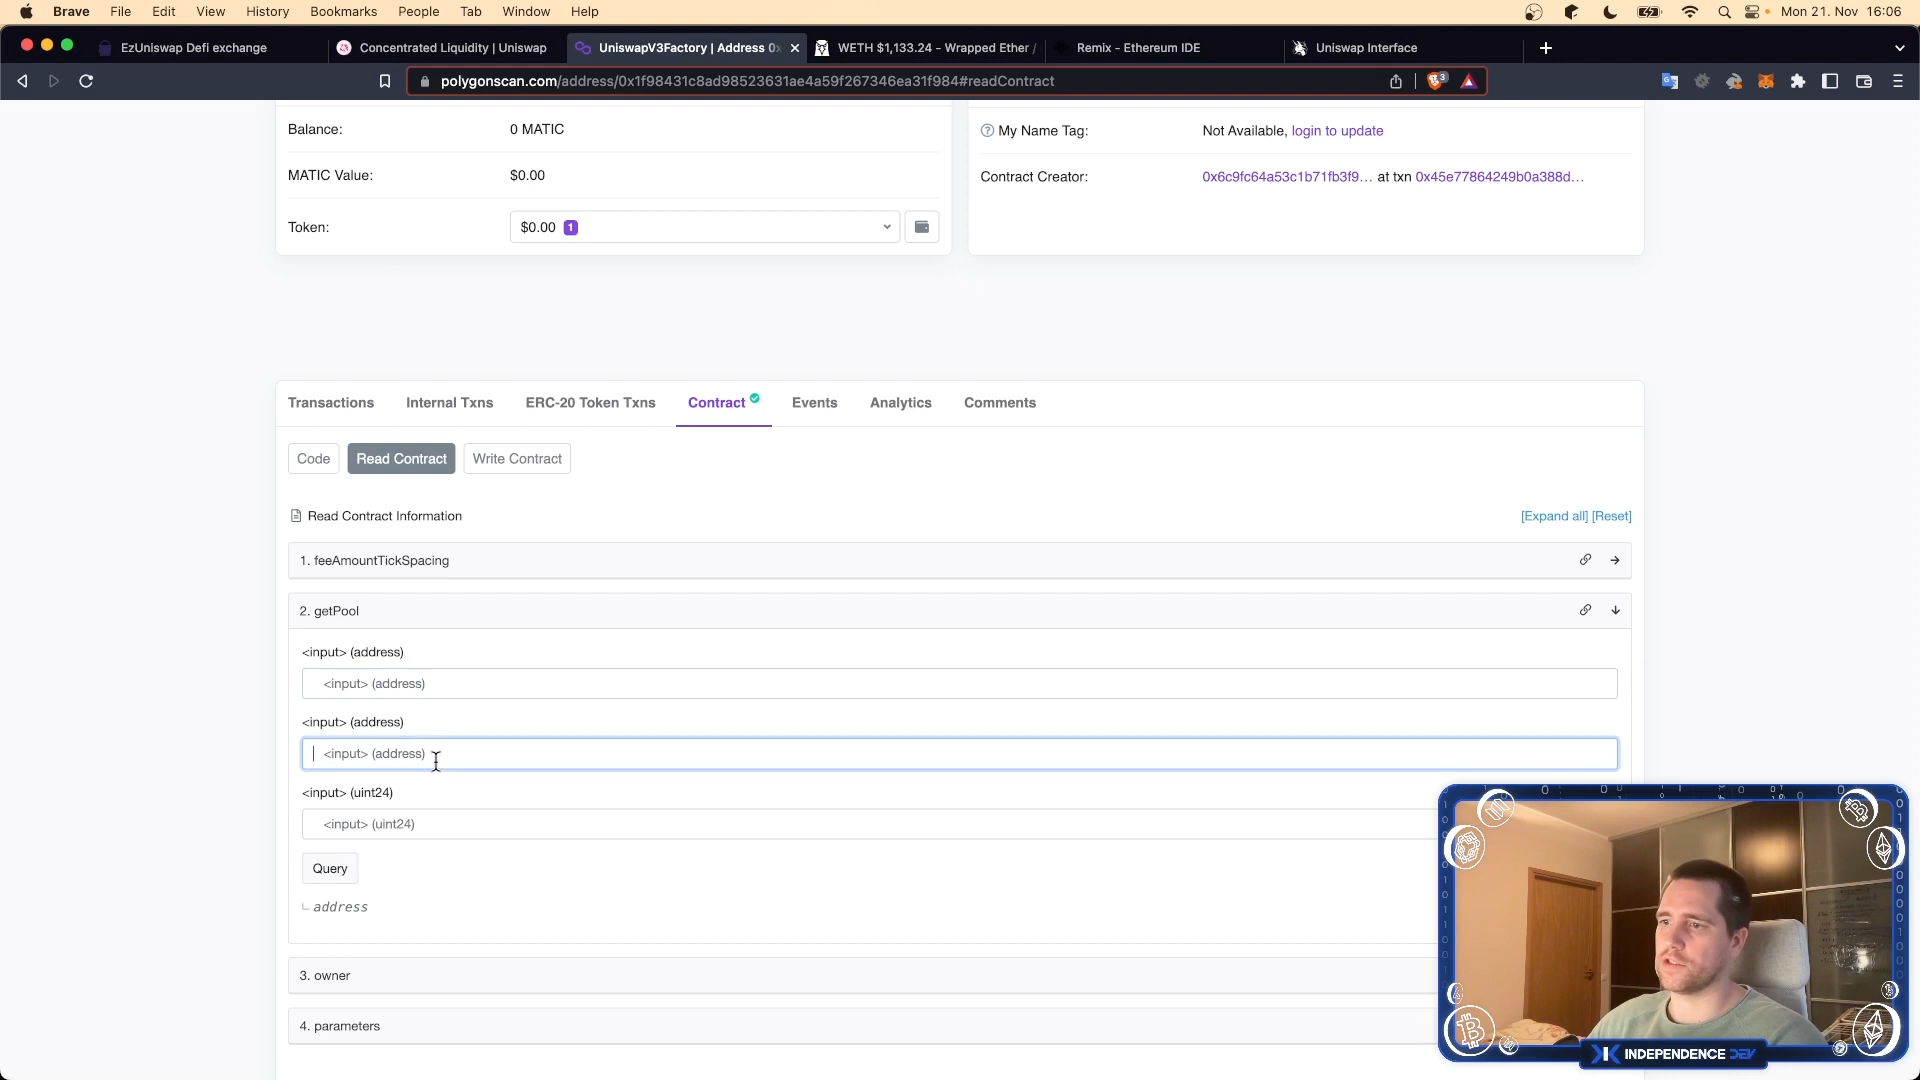 Brave File Edit View History Bookmarks People Tab Window Help Mon 21. Nov 16:06
EzUniswap Defi exchange Concentrated Liquidity | Uniswap UniswapV3Factory | Address 0x WETH $1,133.24 - Wrapped Ether / Remix - Ethereum IDE Uniswap Interface
polygonscan.com/address/0x1f98431c8ad98523631ae4a59f267346ea31f984#readContract 3
Balance: 0 MATIC
MATIC Value: $0.00
Token: $0.00 1
My Name Tag: Not Available, login to update
Contract Creator: 0x6c9fc64a53c1b71fb3f9... at txn 0x45e77864249b0a388d...
Transactions Internal Txns ERC-20 Token Txns Contract Events Analytics Comments
Code Read Contract Write Contract
Read Contract Information [Expand all] [Reset]
1. feeAmountTickSpacing
2. getPool
<input> (address)
<input> (address)
<input> (address)
<input> (address)
<input> (uint24)
<input> (uint24)
Query
address
3. owner
4. parameters
INDEPENDENCE DEV